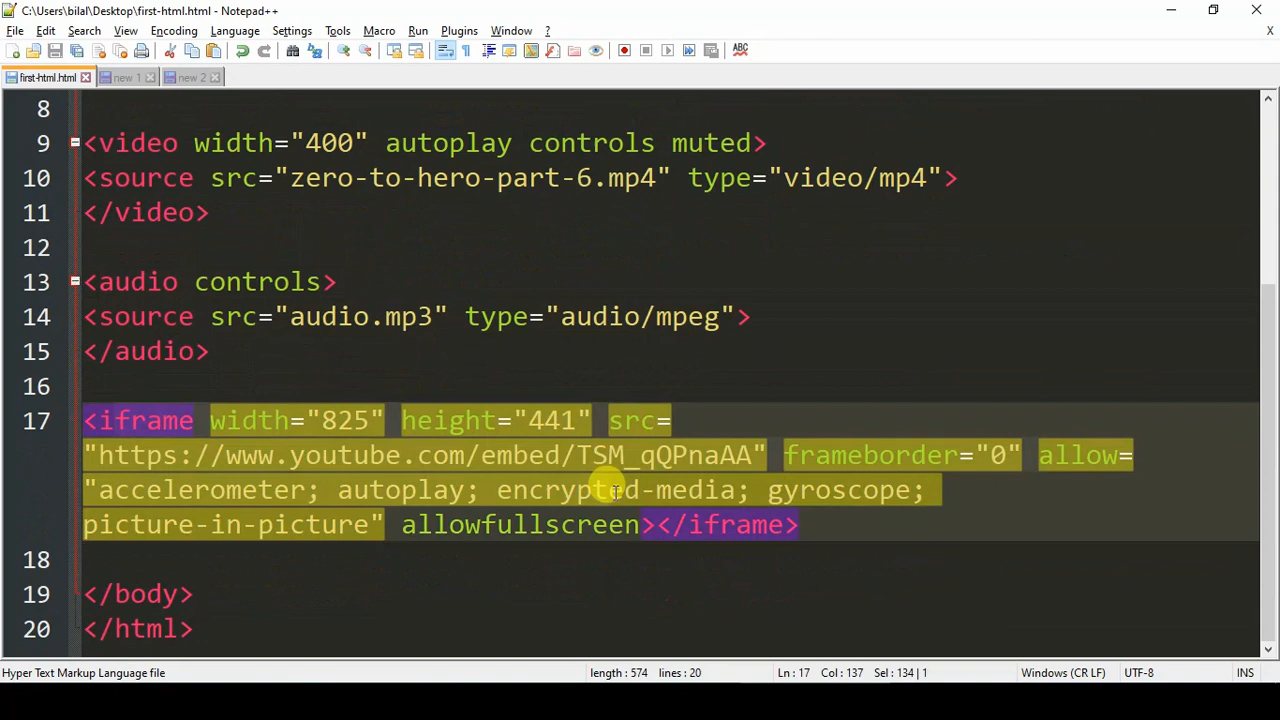 C:\Users\bilal\Desktop\first-html.html - Notepad++
File Edit Search View Encoding Language Settings Tools Macro Run Plugins Window ? X
first-html.html new 1 new 2
8
9 <video width="400" autoplay controls muted>
10 <source src="zero-to-hero-part-6.mp4" type="video/mp4">
11 </video>
12
13 <audio controls>
14 <source src="audio.mp3" type="audio/mpeg">
15 </audio>
16
17 <iframe width="825" height="441" src=
"https://www.youtube.com/embed/TSM_qQPnaAA" frameborder="0" allow=
"accelerometer; autoplay; encrypted-media; gyroscope;
picture-in-picture" allowfullscreen></iframe>
18
19 </body>
20 </html>
Hyper Text Markup Language file length : 574 lines : 20 Ln : 17 Col : 137 Sel : 134 | 1 Windows (CR LF) UTF-8 INS